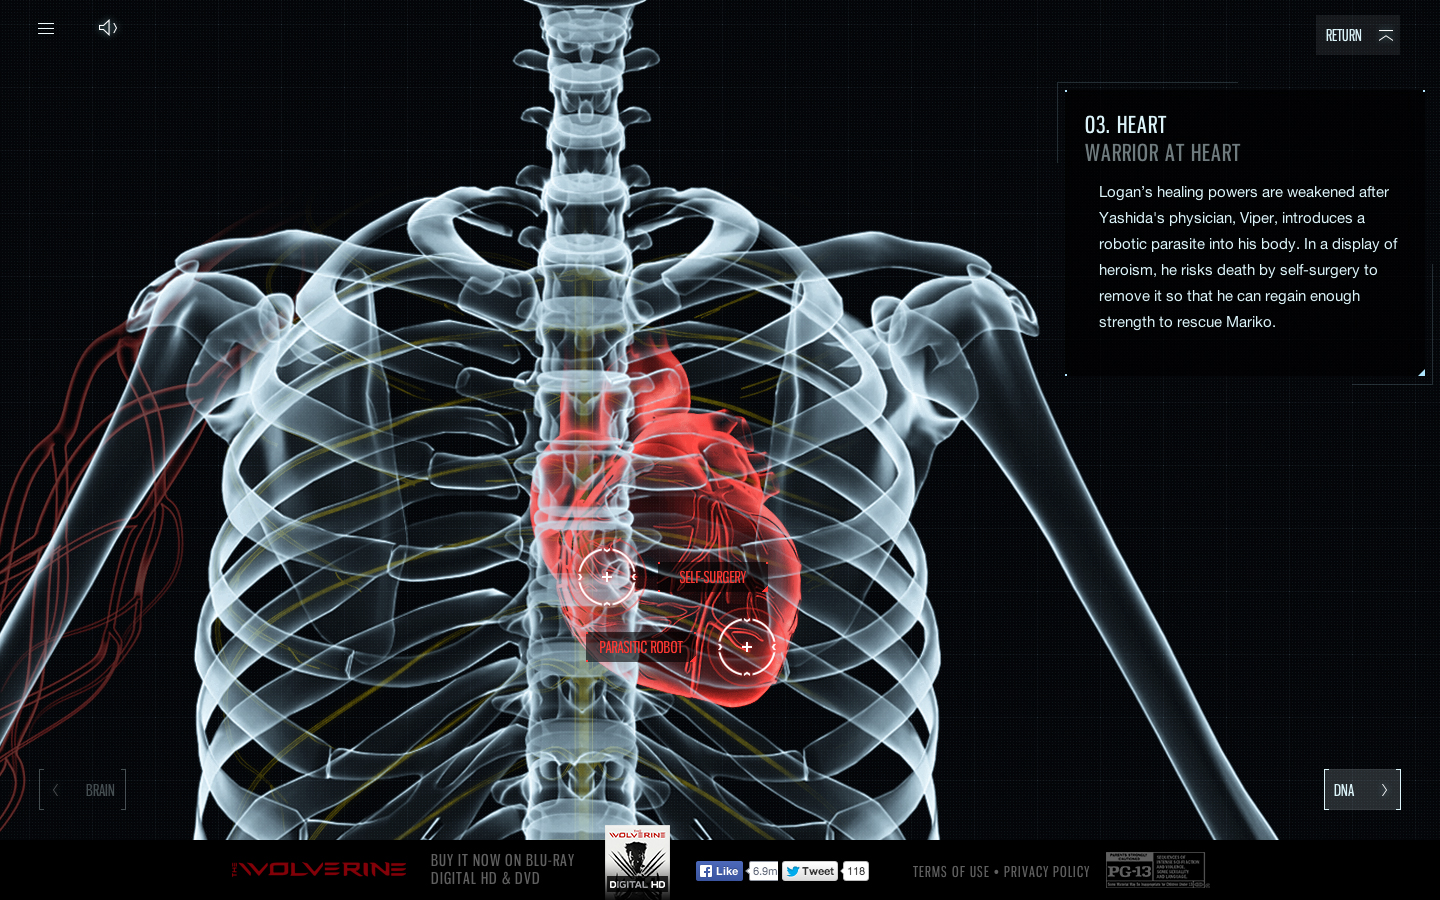 RETURN
03. HEART
WARRIOR AT HEART
Logan's healing powers are weakened after
Yashida's physician, Viper, introduces a
robotic parasite into his body. In a display of
heroism, he risks death by self-surgery to
remove it so that he can regain enough
strength to rescue Mariko.
SELF-SURGERY
PARASITIC ROBOT
BRAIN
DNA
THE WOLVERINE
BUY IT NOW ON BLU-RAY
DIGITAL HD & DVD
WOLVERINE
DIGITAL HD
Like
6.9m
Tweet
118
TERMS OF USE • PRIVACY POLICY
PARENTS STRONGLY CAUTIONED
PG-13